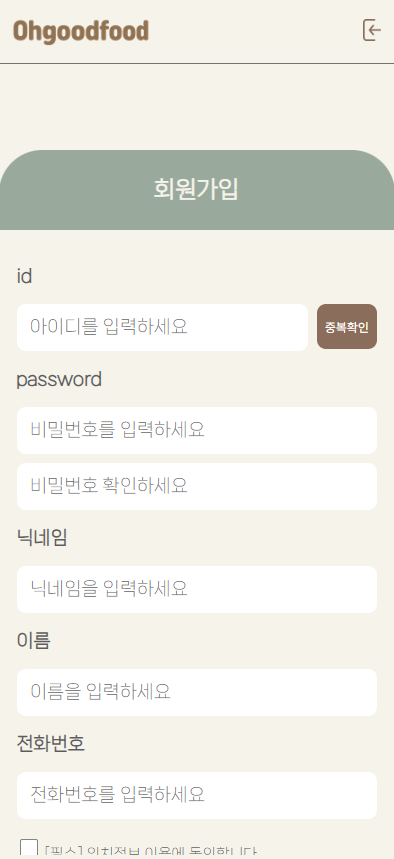 Ohgoodfood
회원가입
id
아이디를 입력하세요
중복확인
password
비밀번호를 입력하세요
비밀번호 확인하세요
닉네임
닉네임을 입력하세요
이름
이름을 입력하세요
전화번호
전화번호를 입력하세요
[필수] 위치정보 이용에 동의합니다